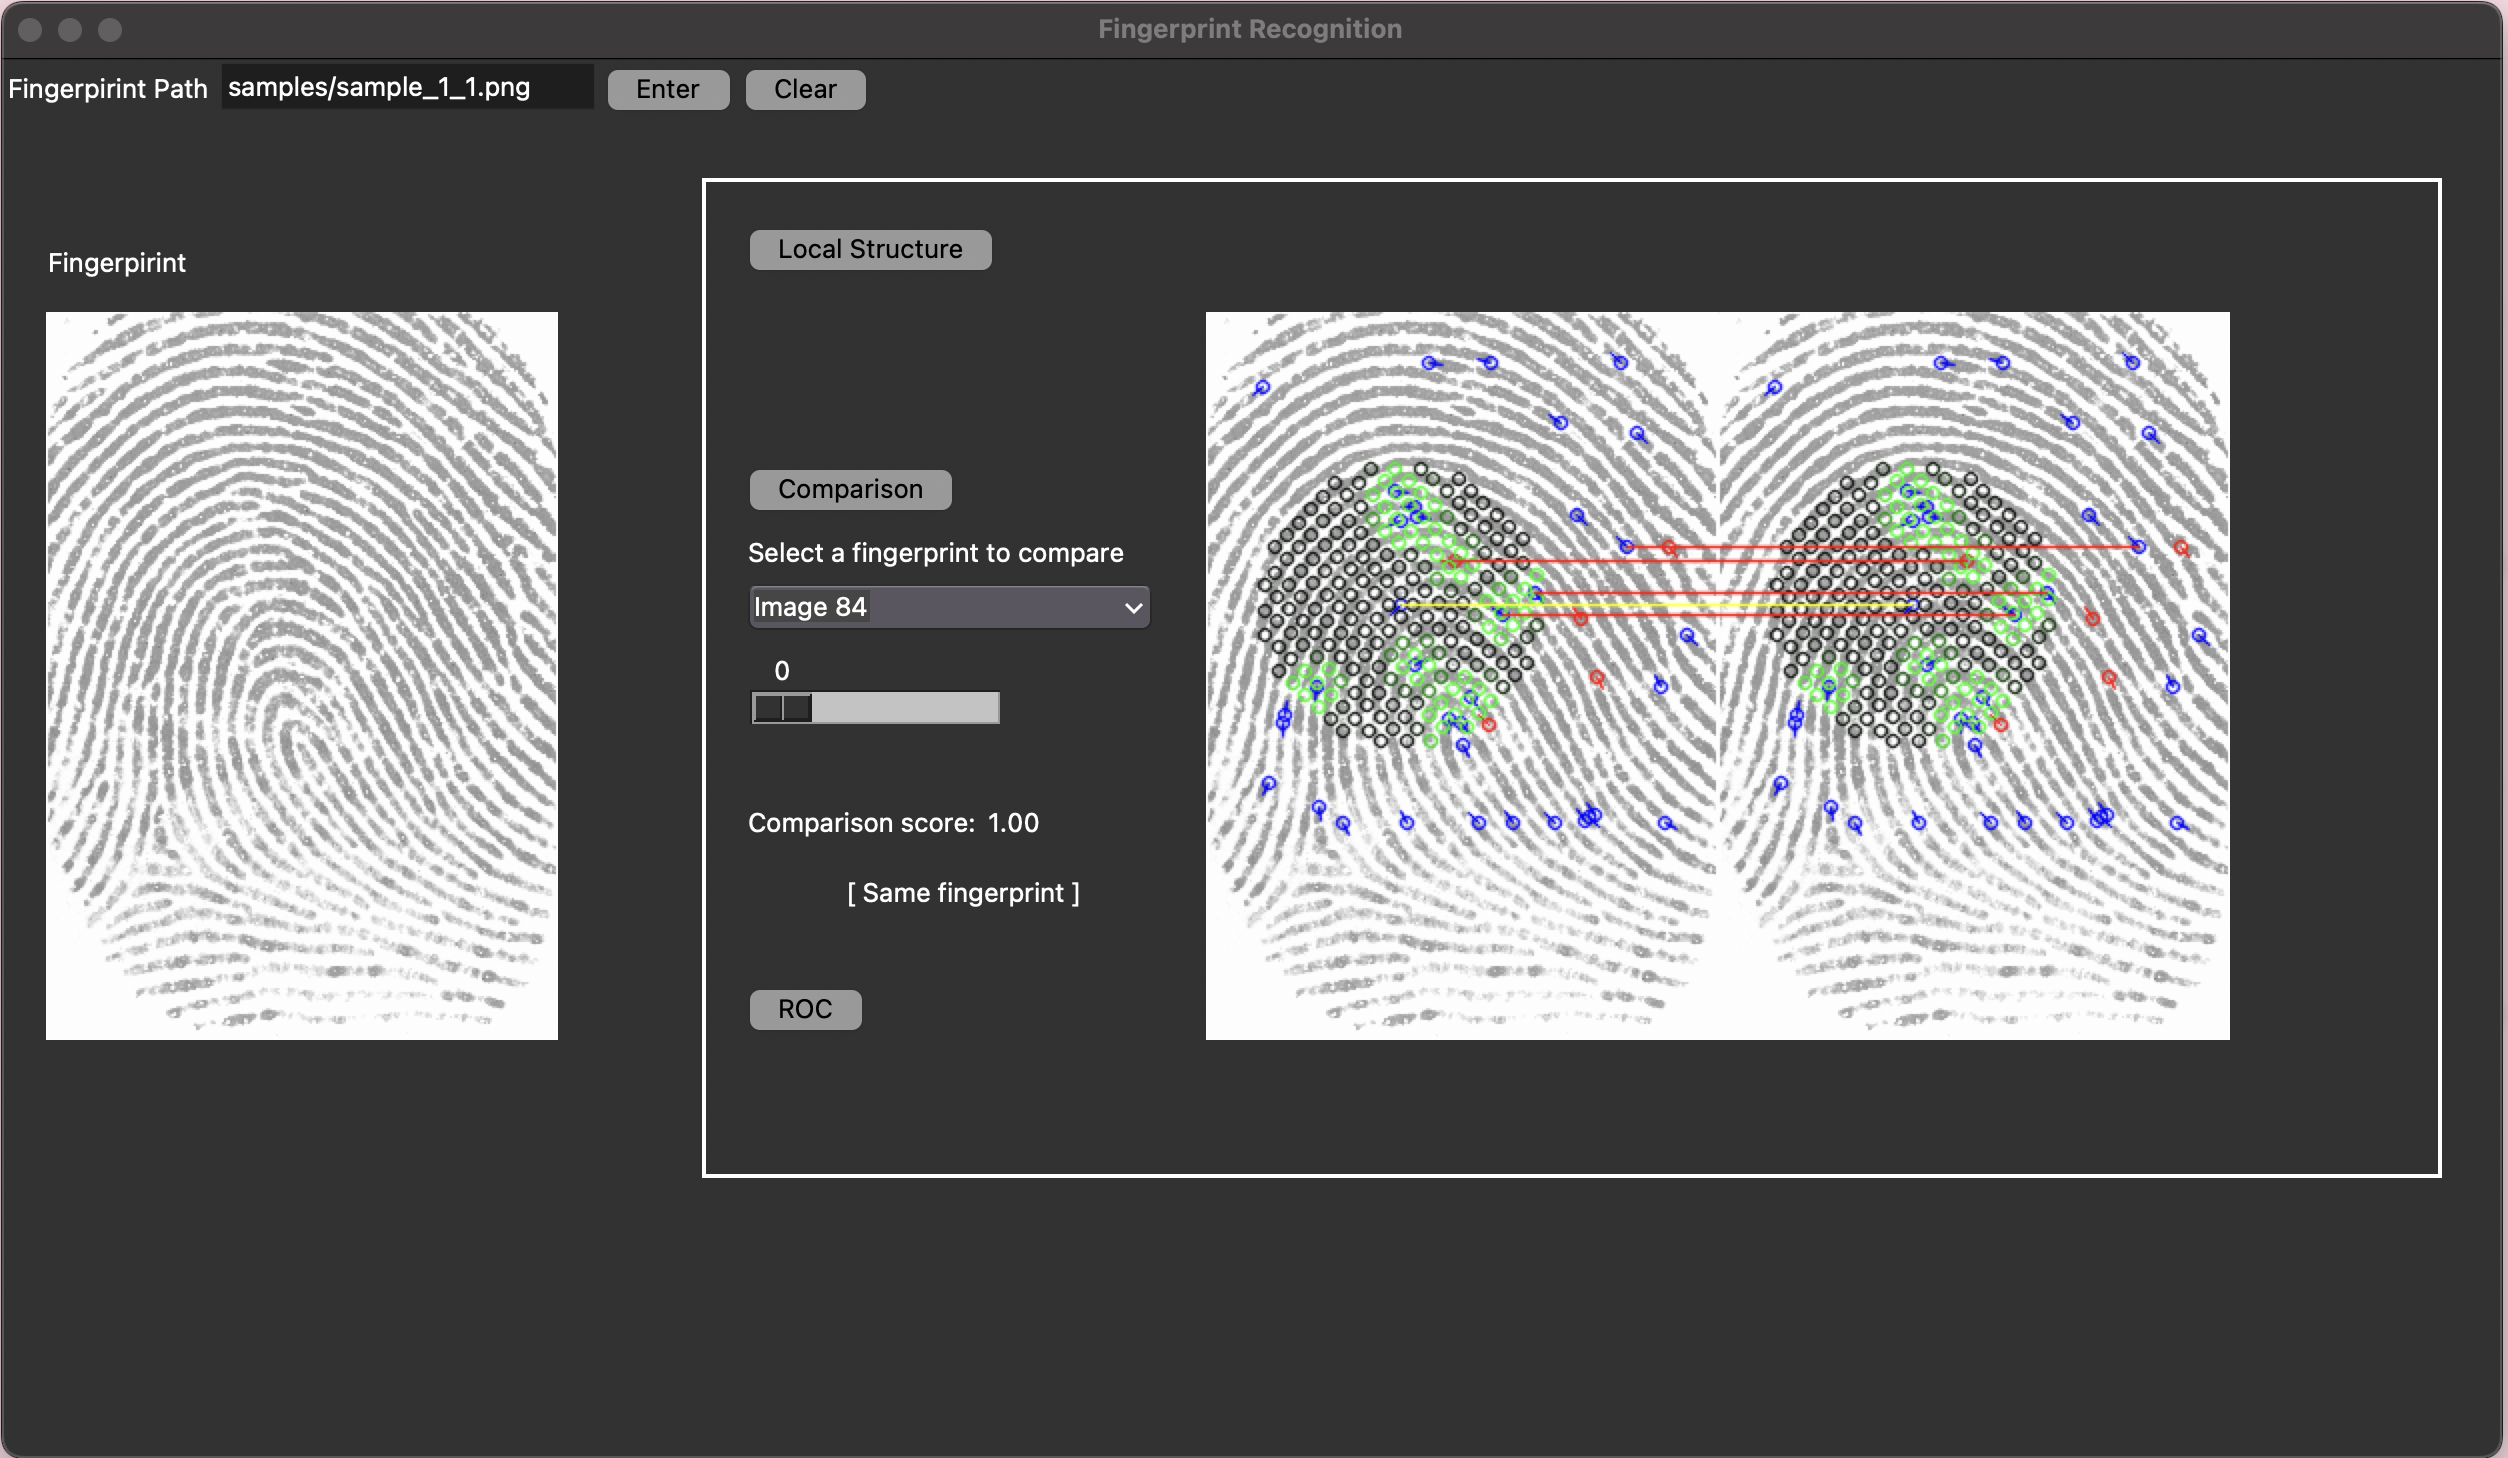 Fingerprint Recognition
Fingerpirint Path samples/sample_1_1.png Enter Clear
Fingerpirint
Local Structure
Comparison
Select a fingerprint to compare
Image 84
0
Comparison score: 1.00
[ Same fingerprint ]
ROC